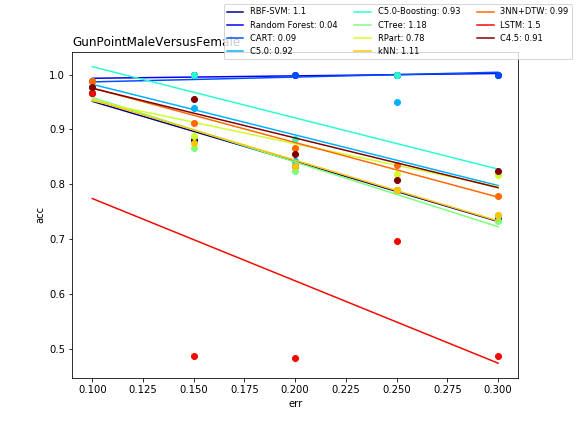 RBF-SVM: 1.1
Random Forest: 0.04
CART: 0.09
C5.0: 0.92
C5.0-Boosting: 0.93
CTree: 1.18
RPart: 0.78
kNN: 1.11
3NN+DTW: 0.99
LSTM: 1.5
C4.5: 0.91
GunPointMaleVersusFemale
acc
1.0
0.9
0.8
0.7
0.6
0.5
0.100 0.125 0.150 0.175 0.200 0.225 0.250 0.275 0.300
err